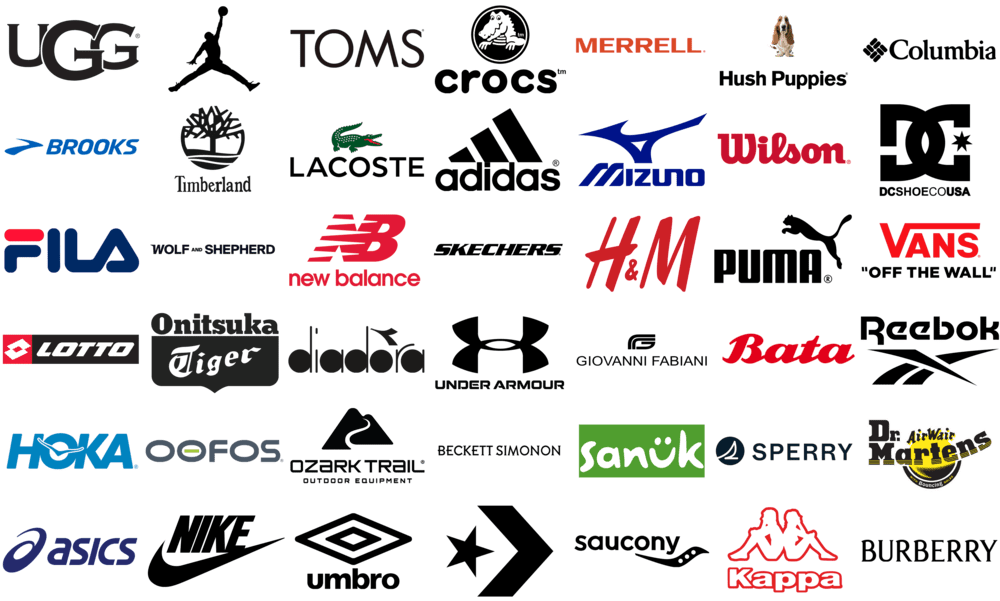 UGG®
TOMS®
crocs™
MERRELL®
Hush Puppies®
Columbia
BROOKS
Timberland
LACOSTE
adidas®
MIZUNO
Wilson®
DCSHOECOUSA
FILA
WOLF AND SHEPHERD
new balance
SKECHERS
H&M
PUMA®
VANS
"OFF THE WALL"
LOTTO
Onitsuka
Tiger
diadora
UNDER ARMOUR
GIOVANNI FABIANI
Bata
Reebok
HOKA®
OOFOS
OZARK TRAIL®
OUTDOOR EQUIPMENT
BECKETT SIMONON
sanük
SPERRY
Dr.
AirWair
Martens
Bouncing
asics
NIKE
umbro
saucony
Kappa
BURBERRY